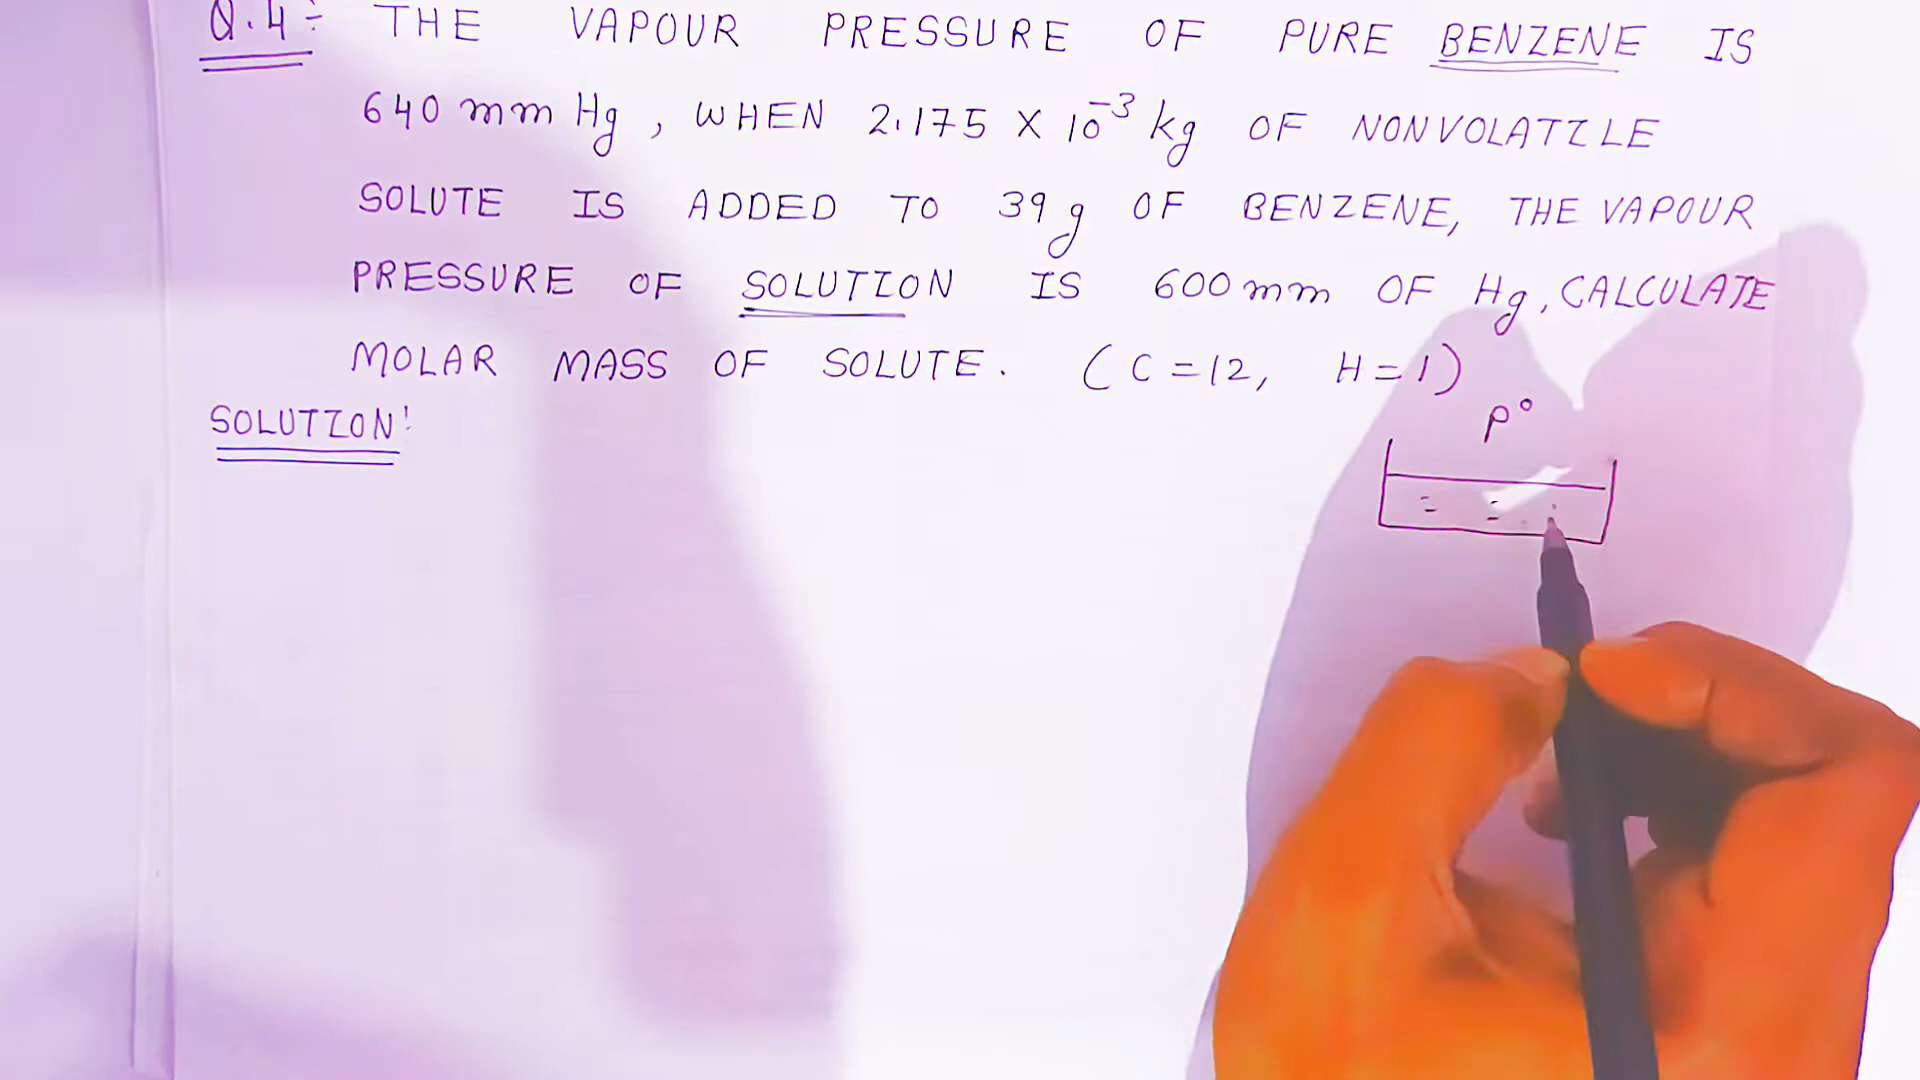 Q.4:- THE VAPOUR PRESSURE OF PURE BENZENE IS
640 mm Hg, WHEN 2.175 X 10⁻³ kg OF NONVOLATILE
SOLUTE IS ADDED TO 39 g OF BENZENE, THE VAPOUR
PRESSURE OF SOLUTION IS 600 mm OF Hg, CALCULATE
MOLAR MASS OF SOLUTE. (C = 12, H = 1)
SOLUTION:
P°